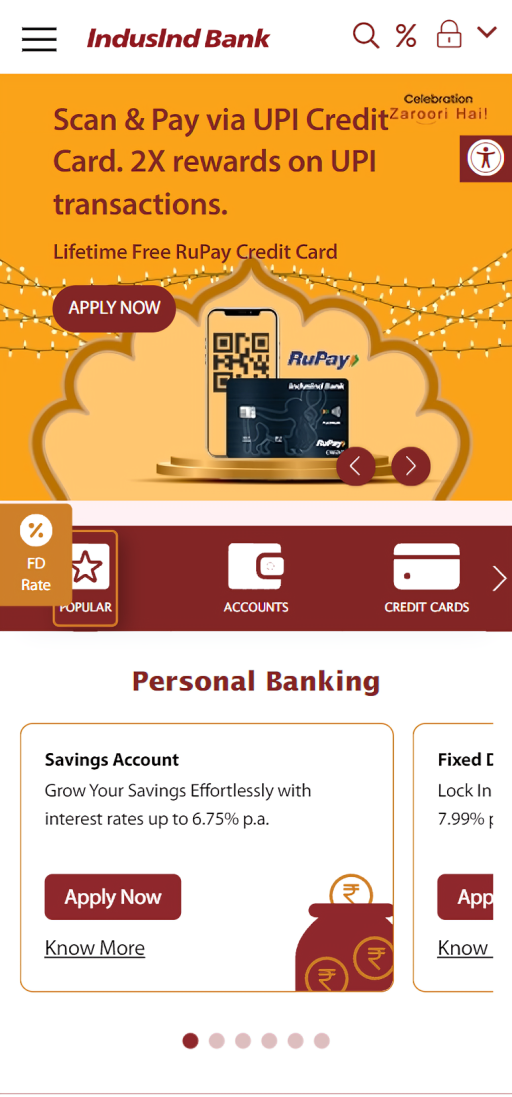 IndusInd Bank
Celebration
Zaroori Hai!
Scan & Pay via UPI Credit
Card. 2X rewards on UPI
transactions.
Lifetime Free RuPay Credit Card
APPLY NOW
RuPay
IndusInd Bank
PLATINUM
RuPay
Credit
FD
Rate
POPULAR
ACCOUNTS
CREDIT CARDS
Personal Banking
Savings Account
Grow Your Savings Effortlessly with
interest rates up to 6.75% p.a.
Apply Now
Know More
Fixed D
Lock In
7.99% p
App
Know